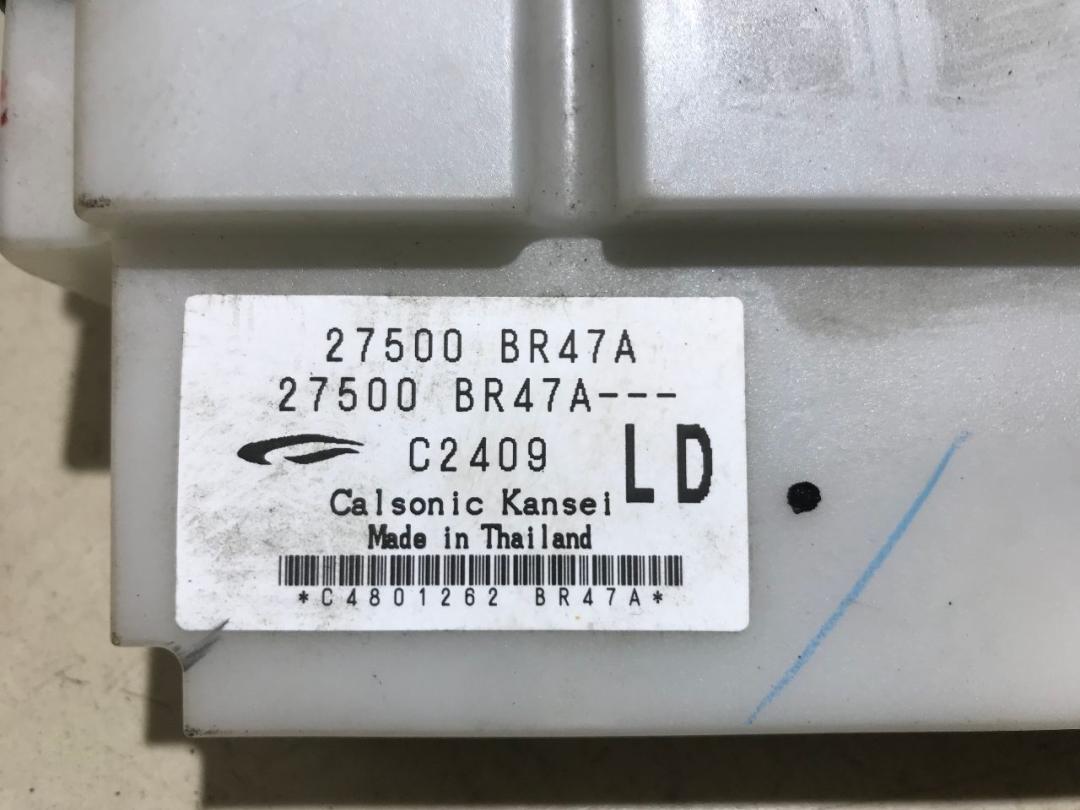 27500 BR47A
27500 BR47A---
C2409 LD
Calsonic Kansei
Made in Thailand
*C4801262 BR47A*